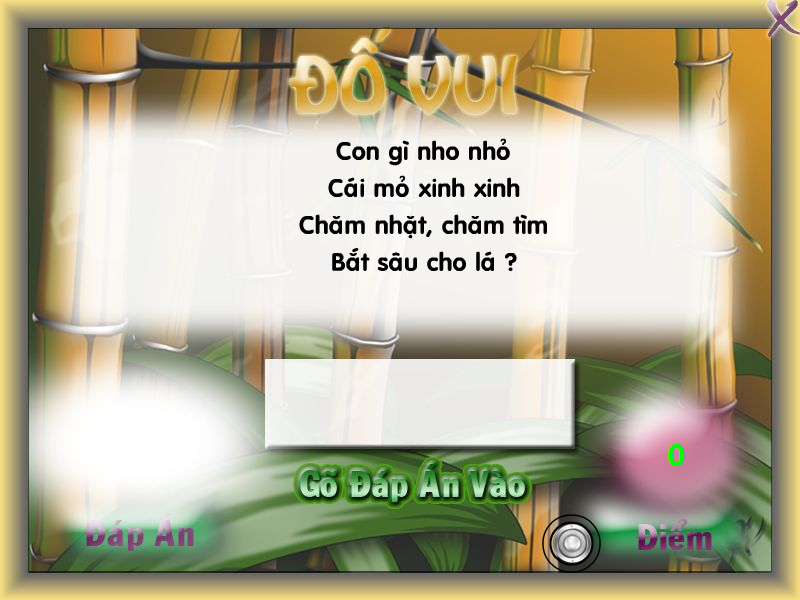 ĐỐ VUI
Con gì nho nhỏ
Cái mỏ xinh xinh
Chăm nhặt, chăm tìm
Bắt sâu cho lá ?
0
Gõ Đáp Án Vào
Đáp Án
Điểm
X